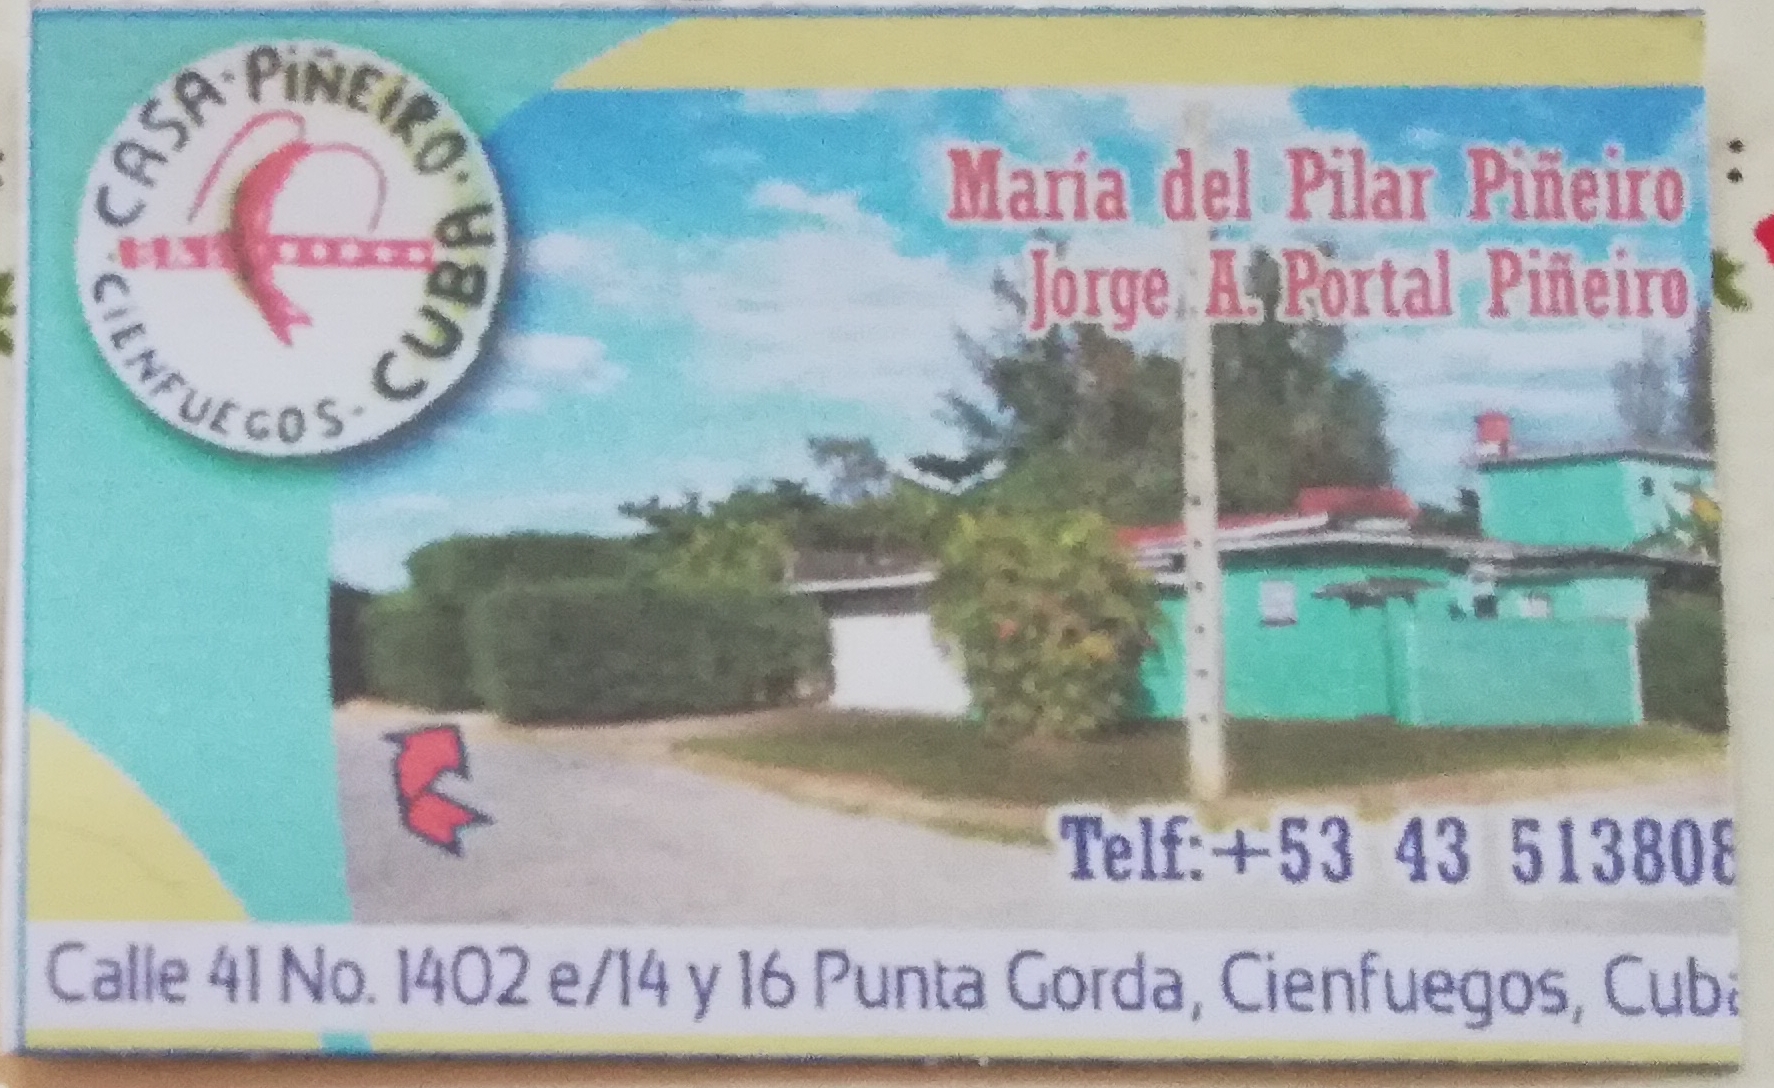 CASA · PIÑEIRO ·
CIENFUEGOS - CUBA
María del Pilar Piñeiro
Jorge A. Portal Piñeiro
Telf:+53 43 513808
Calle 41 No. 1402 e/14 y 16 Punta Gorda, Cienfuegos, Cuba